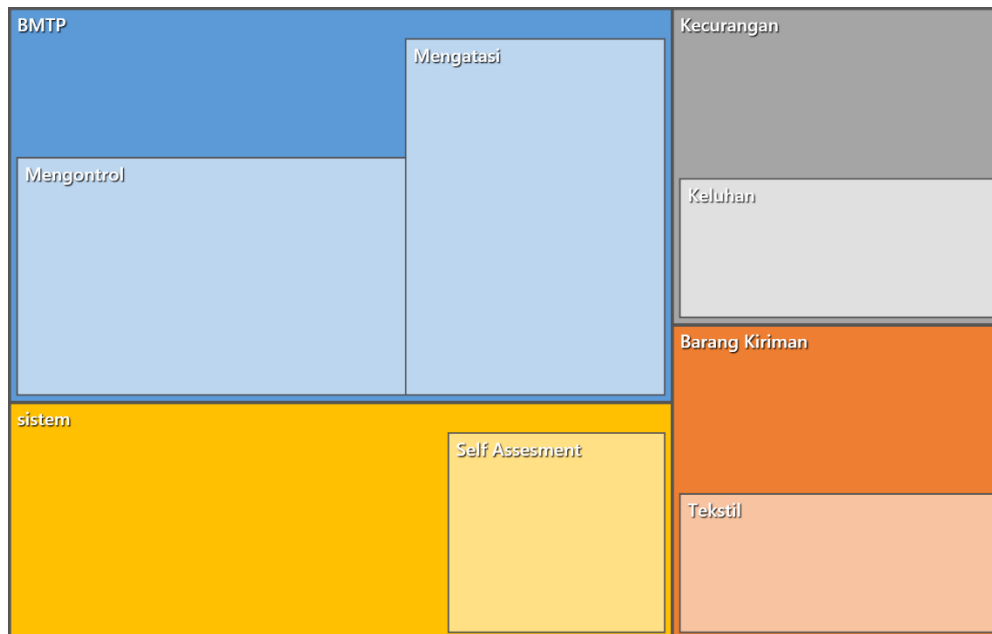 BMTP
Mengatasi
Mengontrol
sistem
Self Assesment
Kecurangan
Keluhan
Barang Kiriman
Tekstil